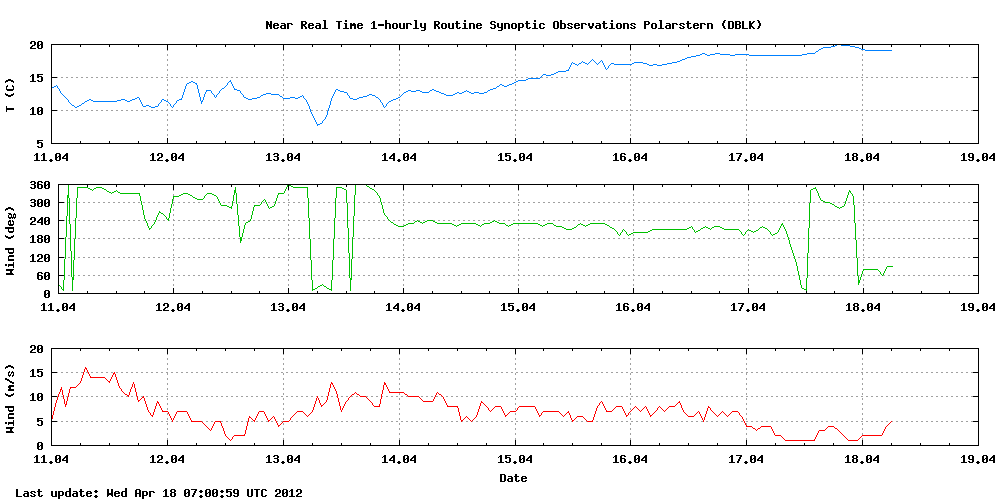 Near Real Time 1-hourly Routine Synoptic Observations Polarstern (DBLK)
T (C)
20
15
10
5
11.04 12.04 13.04 14.04 15.04 16.04 17.04 18.04 19.04
Wind (deg)
360
300
240
180
120
60
0
11.04 12.04 13.04 14.04 15.04 16.04 17.04 18.04 19.04
Wind (m/s)
20
15
10
5
0
11.04 12.04 13.04 14.04 15.04 16.04 17.04 18.04 19.04
Date
Last update: Wed Apr 18 07:00:59 UTC 2012